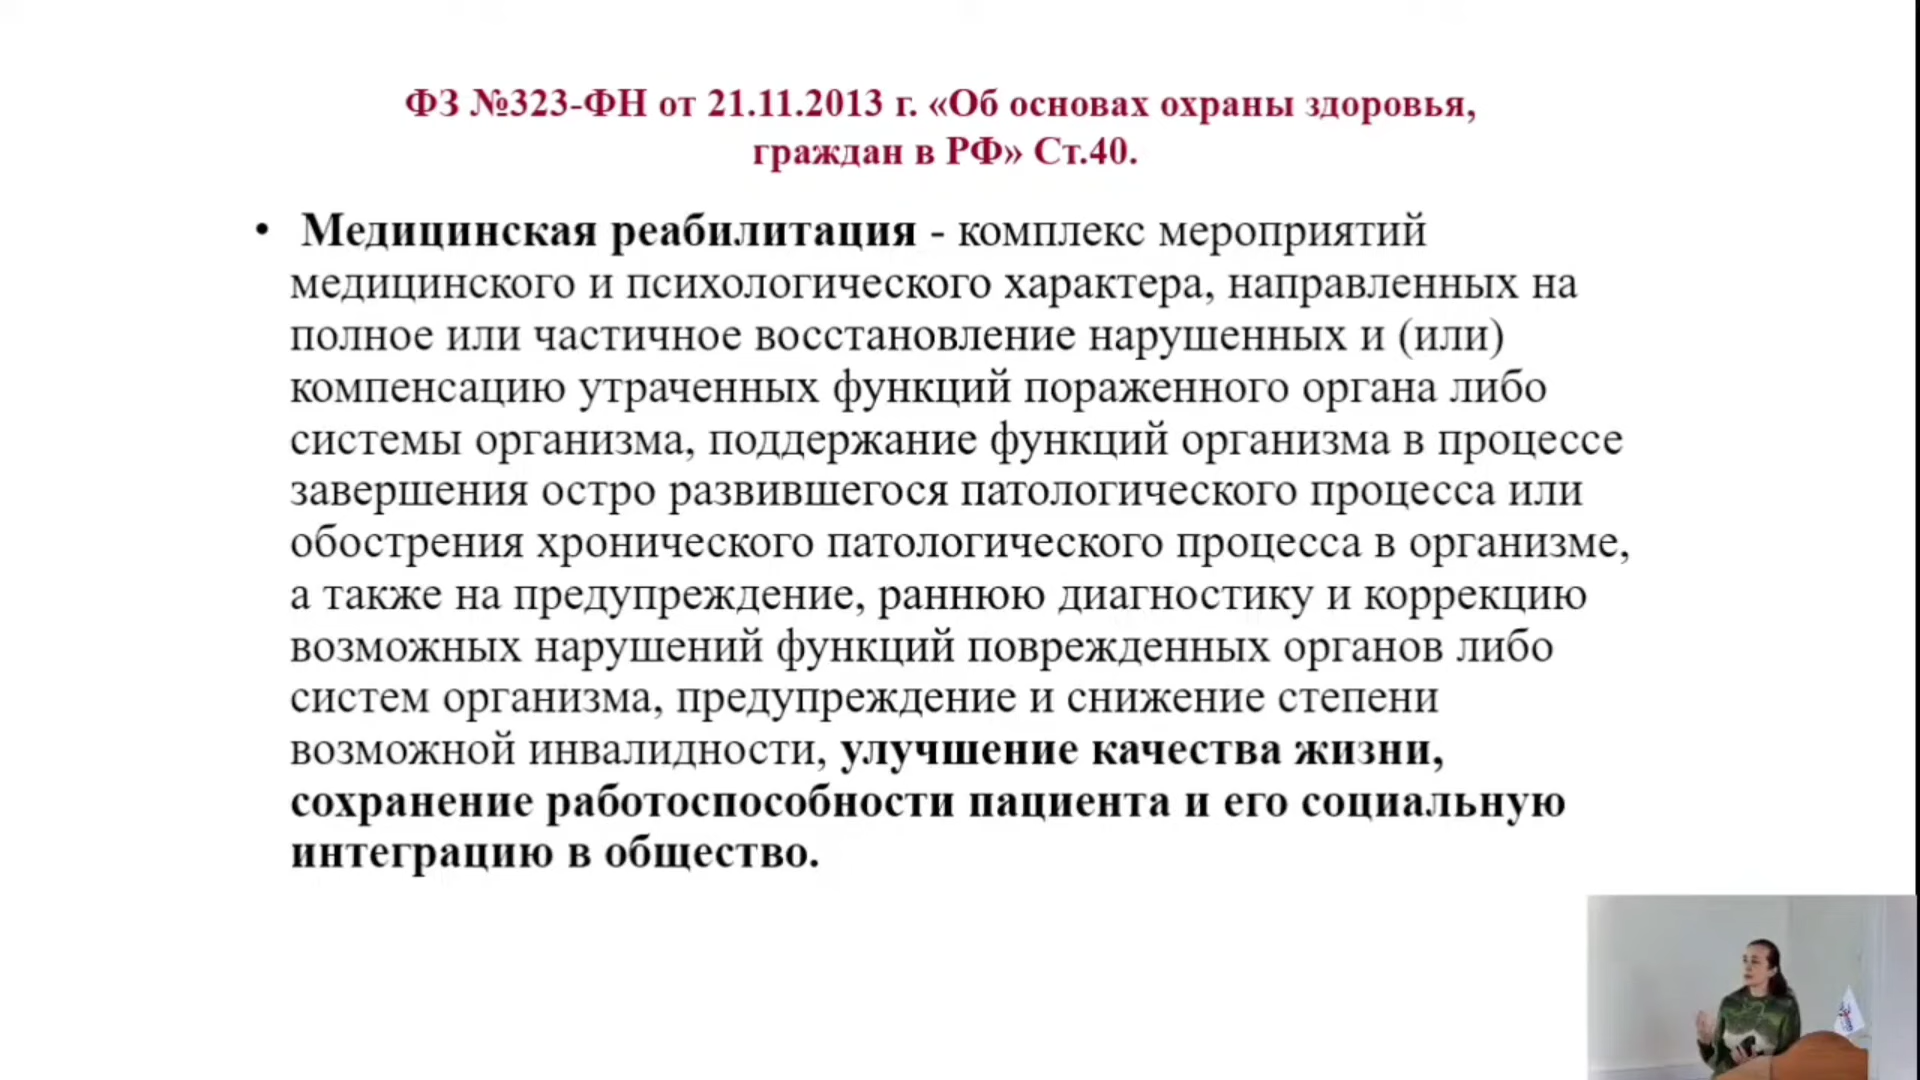 ФЗ №323-ФН от 21.11.2013 г. «Об основах охраны здоровья,
граждан в РФ» Ст.40.
• Медицинская реабилитация - комплекс мероприятий
медицинского и психологического характера, направленных на
полное или частичное восстановление нарушенных и (или)
компенсацию утраченных функций пораженного органа либо
системы организма, поддержание функций организма в процессе
завершения остро развившегося патологического процесса или
обострения хронического патологического процесса в организме,
а также на предупреждение, раннюю диагностику и коррекцию
возможных нарушений функций поврежденных органов либо
систем организма, предупреждение и снижение степени
возможной инвалидности, улучшение качества жизни,
сохранение работоспособности пациента и его социальную
интеграцию в общество.